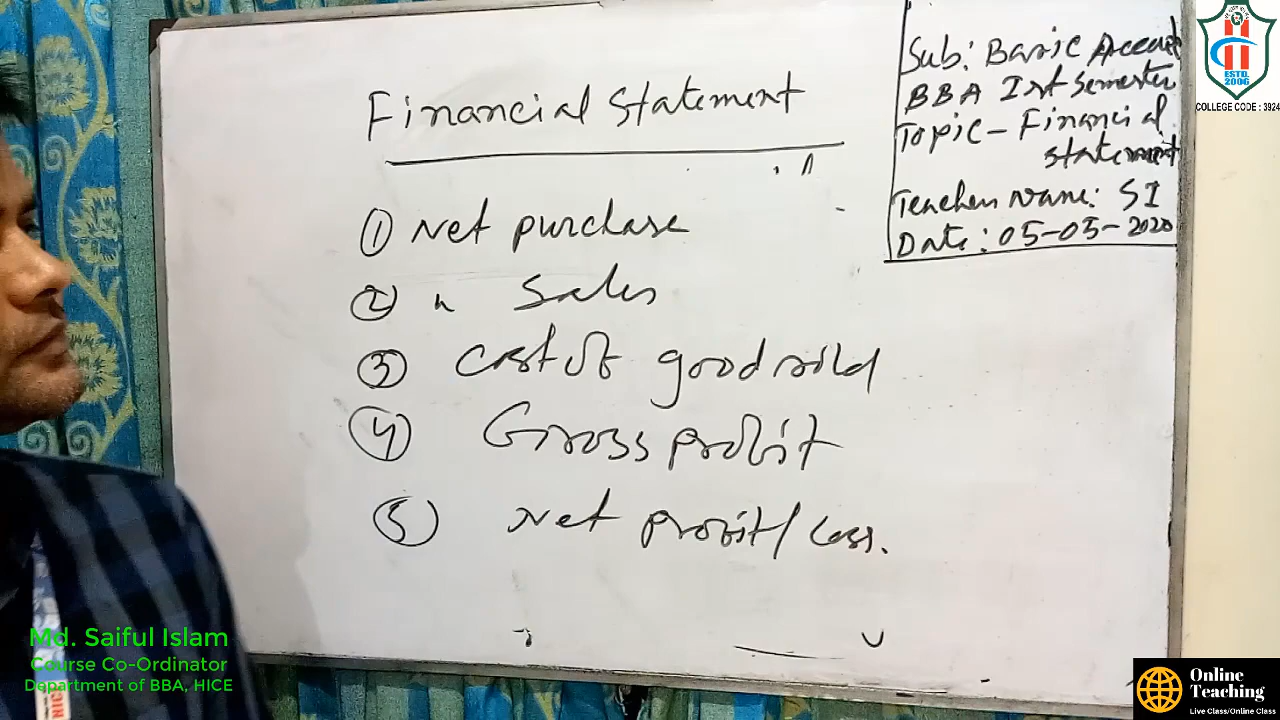 Financial Statement
① Net purchase
② " Sales
③ Cost of good sold
④ Gross profit
⑤ Net profit/Loss.
Sub: Basic Account
BBA Ist Semester
Topic - Financial
statement
Teacher Name: SI
Date: 05-05-2020
ESTD.
2006
COLLEGE CODE : 3924
Md. Saiful Islam
Course Co-Ordinator
Department of BBA, HICE
Online
Teaching
Live Class/Online Class